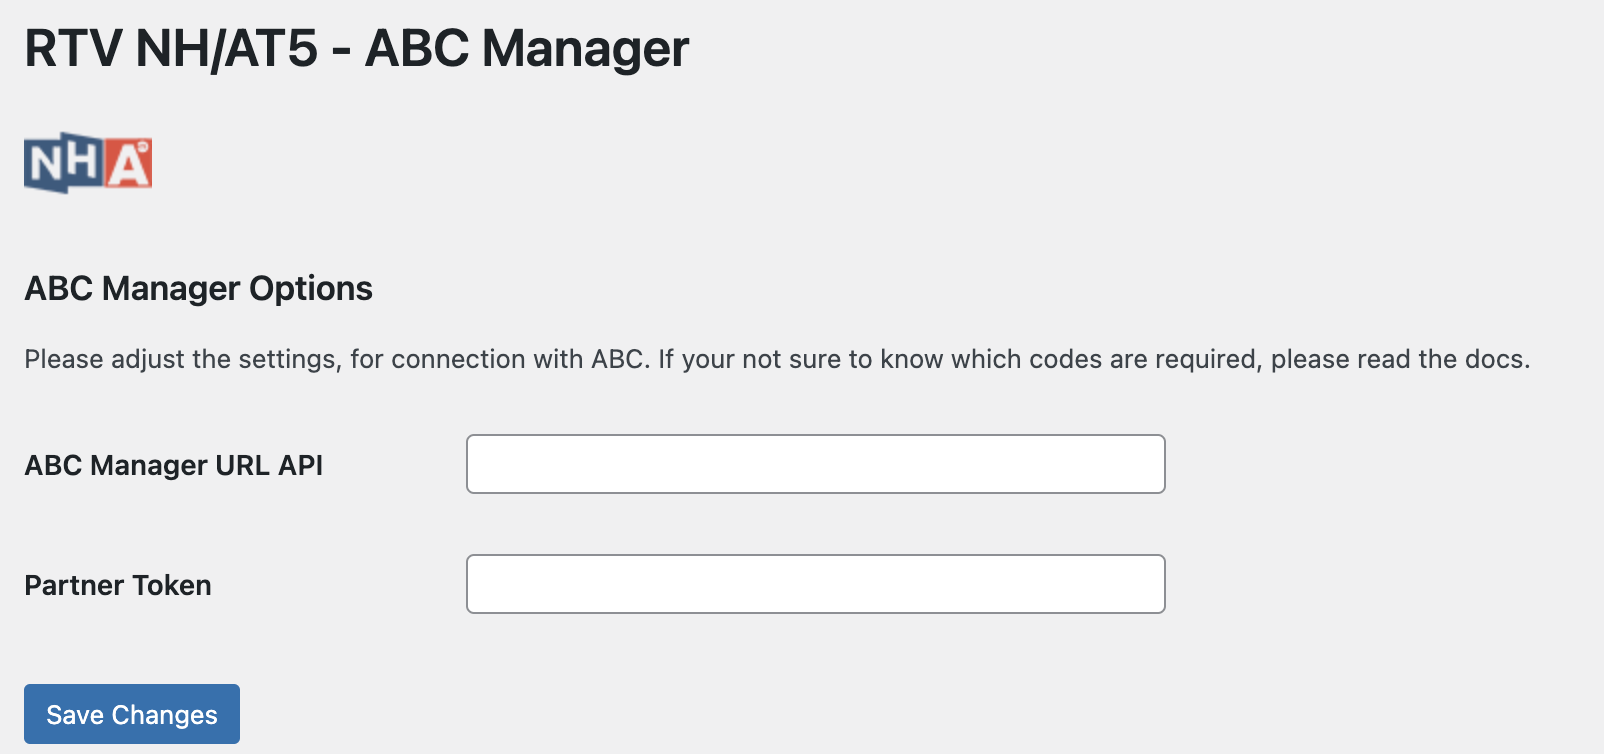 RTV NH/AT5 - ABC Manager
NHA
ABC Manager Options
Please adjust the settings, for connection with ABC. If your not sure to know which codes are required, please read the docs.
ABC Manager URL API
Partner Token
Save Changes